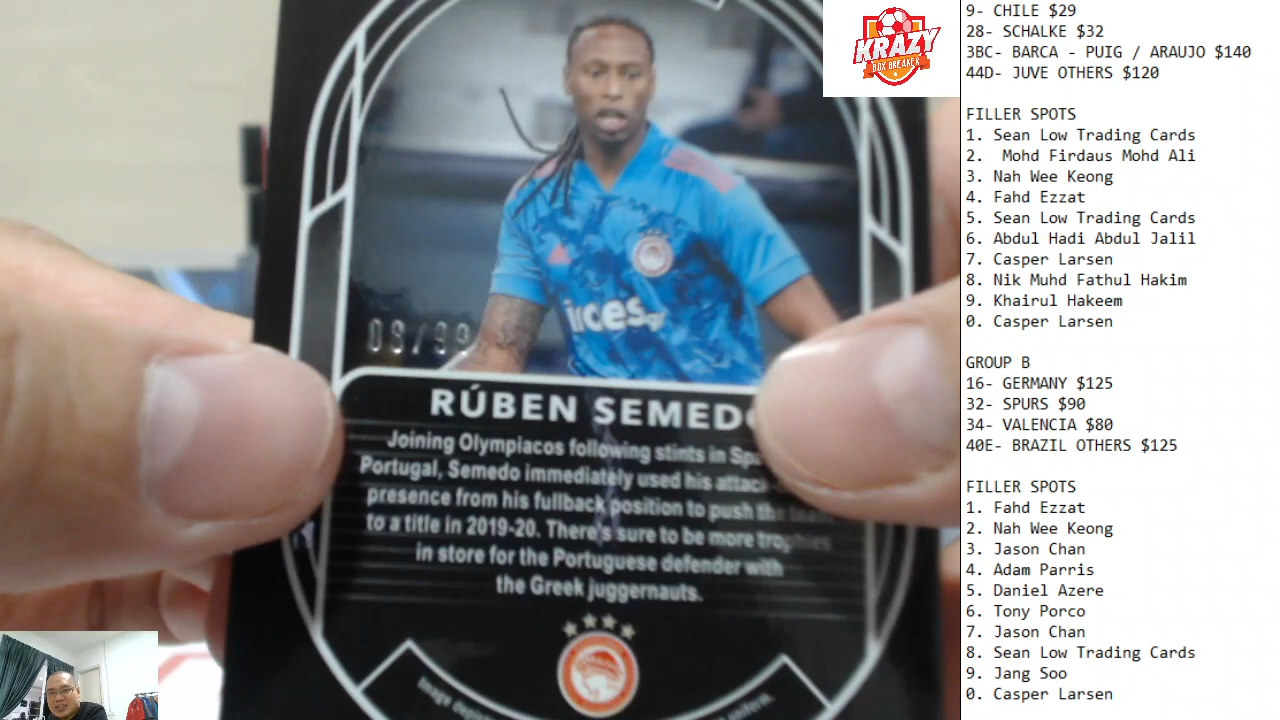 KRAZY
BOX BREAKER
RÚBEN SEMEDO
Joining Olympiacos following stints in
Portugal, Semedo immediately used his
presence from his fullback position to push the team
to a title in 2019-20. There's sure to be more trophies
in store for the Portuguese defender with
the Greek juggernauts.
9- CHILE $29
28- SCHALKE $32
3BC- BARCA - PUIG / ARAUJO $140
44D- JUVE OTHERS $120
FILLER SPOTS
1. Sean Low Trading Cards
2. Mohd Firdaus Mohd Ali
3. Nah Wee Keong
4. Fahd Ezzat
5. Sean Low Trading Cards
6. Abdul Hadi Abdul Jalil
7. Casper Larsen
8. Nik Muhd Fathul Hakim
9. Khairul Hakeem
0. Casper Larsen
GROUP B
16- GERMANY $125
32- SPURS $90
34- VALENCIA $80
40E- BRAZIL OTHERS $125
FILLER SPOTS
1. Fahd Ezzat
2. Nah Wee Keong
3. Jason Chan
4. Adam Parris
5. Daniel Azere
6. Tony Porco
7. Jason Chan
8. Sean Low Trading Cards
9. Jang Soo
0. Casper Larsen